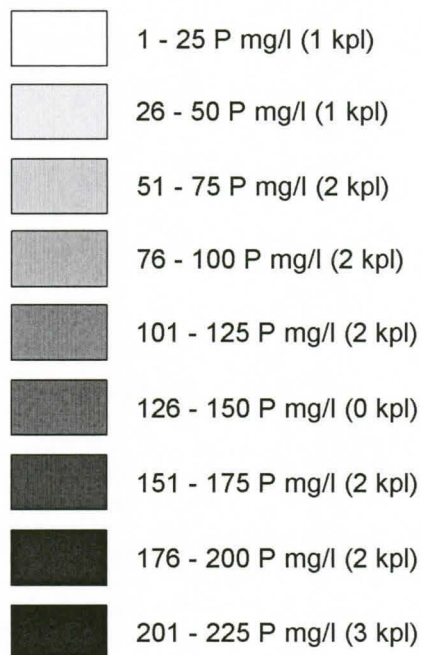 1 - 25 P mg/l (1 kpl)
26 - 50 P mg/l (1 kpl)
51 - 75 P mg/l (2 kpl)
76 - 100 P mg/l (2 kpl)
101 - 125 P mg/l (2 kpl)
126 - 150 P mg/l (0 kpl)
151 - 175 P mg/l (2 kpl)
176 - 200 P mg/l (2 kpl)
201 - 225 P mg/l (3 kpl)